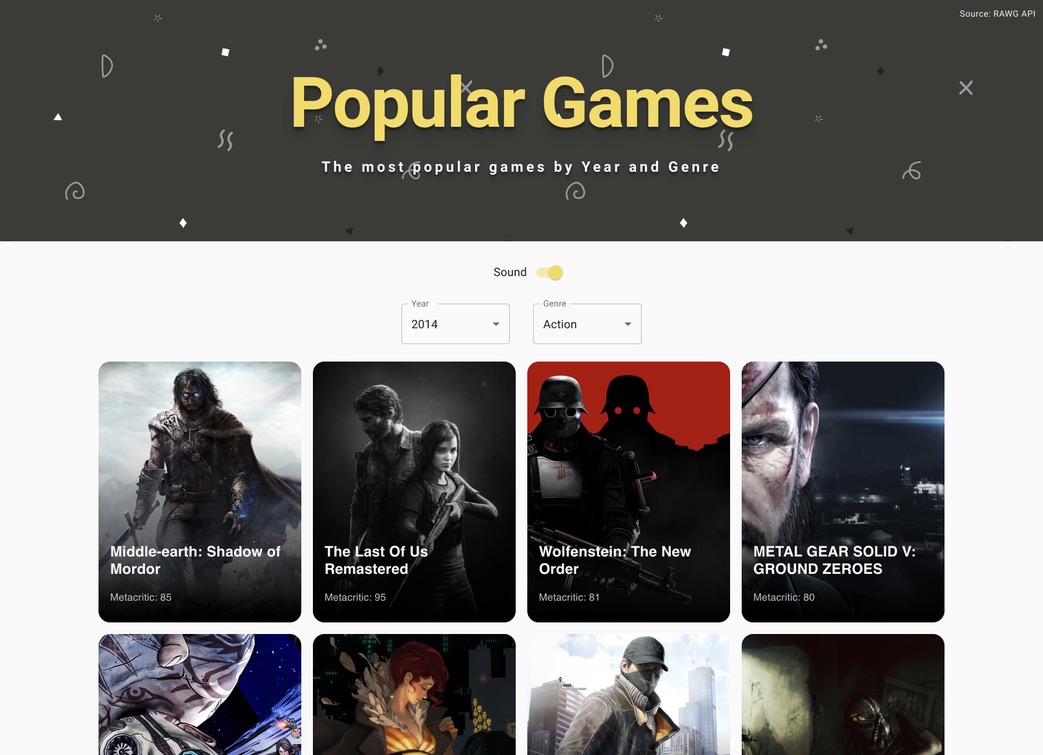 Source: RAWG API
Popular Games
The most popular games by Year and Genre
Sound
Year
2014
Genre
Action
Middle-earth: Shadow of
Mordor
Metacritic: 85
The Last Of Us
Remastered
Metacritic: 95
Wolfenstein: The New
Order
Metacritic: 81
METAL GEAR SOLID V:
GROUND ZEROES
Metacritic: 80